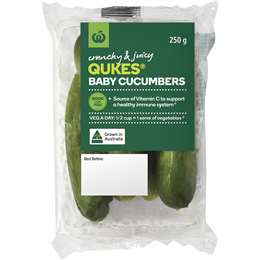 250 g
crunchy & juicy
QUKES®
BABY CUCUMBERS
+ Source of Vitamin C to support
a healthy immune system
VEG A DAY: 1/2 cup = 1 serve of vegetables
Grown in
Australia
Best Before: